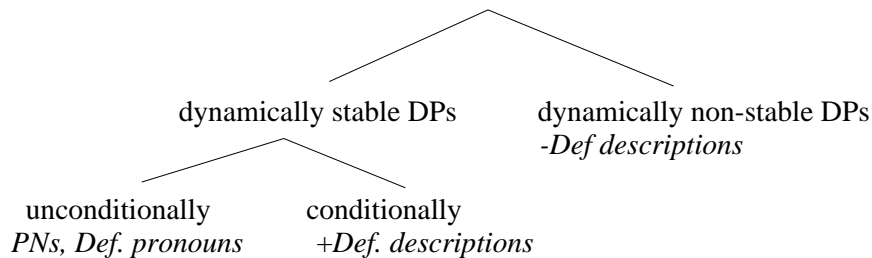 dynamically stable DPs dynamically non-stable DPs
-Def descriptions
unconditionally conditionally
PNs, Def. pronouns +Def. descriptions